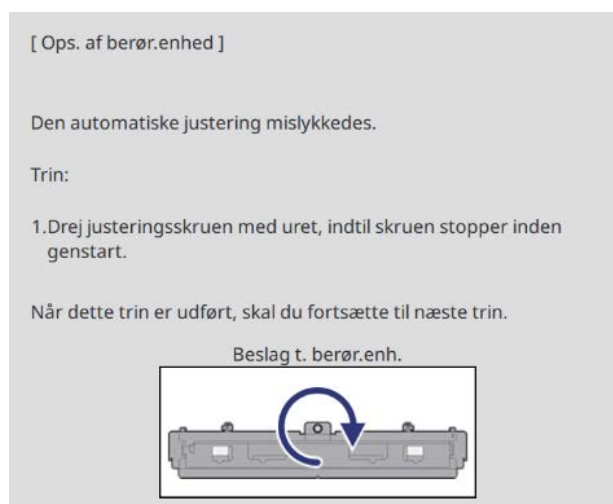 [ Ops. af berør.enhed ]
Den automatiske justering mislykkedes.
Trin:
1.Drej justeringsskruen med uret, indtil skruen stopper inden
genstart.
Når dette trin er udført, skal du fortsætte til næste trin.
Beslag t. berør.enh.